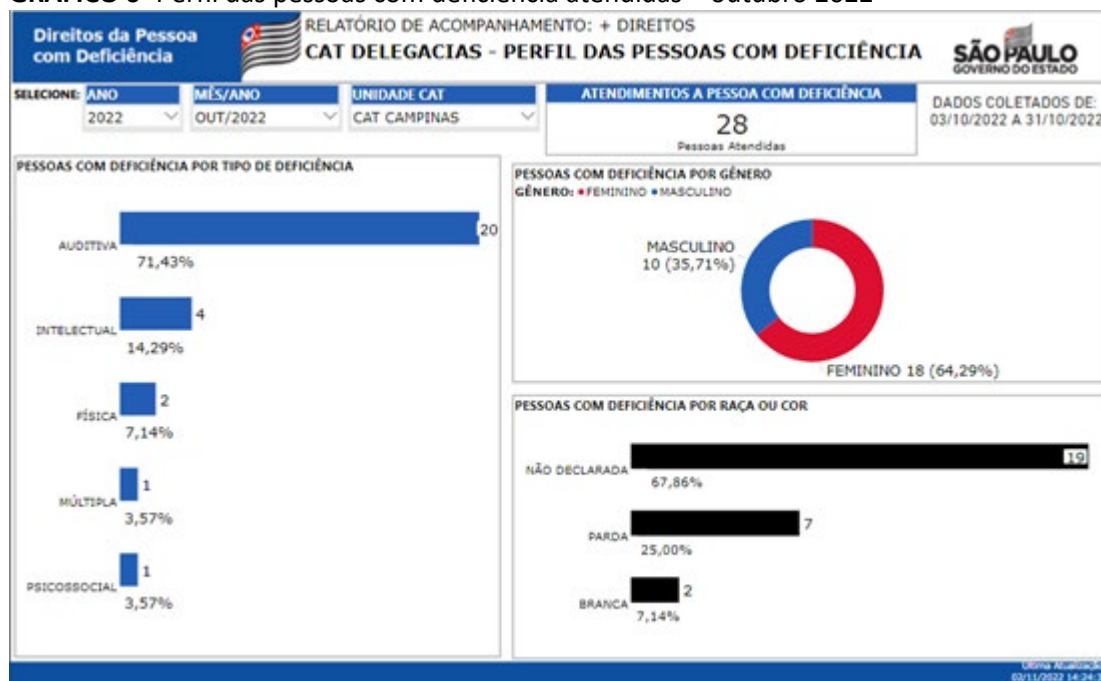 GRÁFICO 6- Perfil das pessoas com deficiência atendidas – outubro 2022
Direitos da Pessoa
com Deficiência
RELATÓRIO DE ACOMPANHAMENTO: + DIREITOS
CAT DELEGACIAS - PERFIL DAS PESSOAS COM DEFICIÊNCIA
SÃO PAULO
GOVERNO DO ESTADO
SELECIONE: ANO MÊS/ANO UNIDADE CAT
2022 OUT/2022 CAT CAMPINAS
ATENDIMENTOS A PESSOA COM DEFICIÊNCIA
28
Pessoas Atendidas
DADOS COLETADOS DE:
03/10/2022 A 31/10/2022
PESSOAS COM DEFICIÊNCIA POR TIPO DE DEFICIÊNCIA
AUDITIVA 20
71,43%
INTELECTUAL 4
14,29%
FÍSICA 2
7,14%
MÚLTIPLA 1
3,57%
PSICOSSOCIAL 1
3,57%
PESSOAS COM DEFICIÊNCIA POR GÊNERO
GÊNERO: FEMININO MASCULINO
MASCULINO
10 (35,71%)
FEMININO 18 (64,29%)
PESSOAS COM DEFICIÊNCIA POR RAÇA OU COR
NÃO DECLARADA 19
67,86%
PARDA 7
25,00%
BRANCA 2
7,14%
Última Atualização
02/11/2022 14:24: